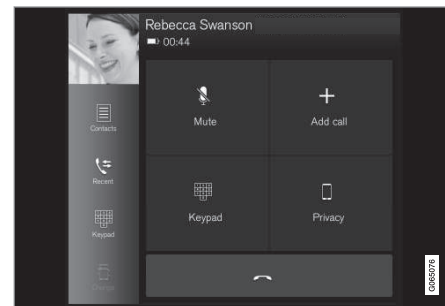 Rebecca Swanson
00:44
Contacts
Recent
Keypad
Mute
Add call
Keypad
Privacy
G065076